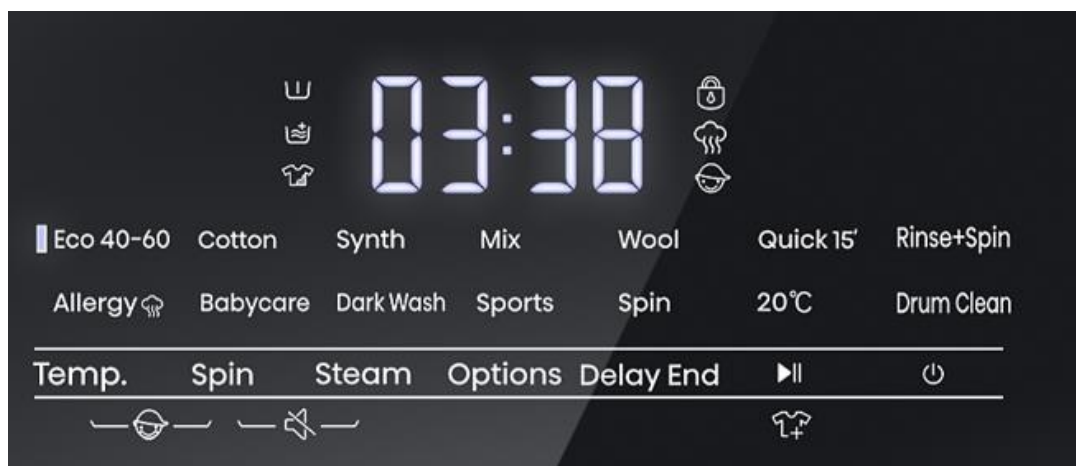 03:38
Eco 40-60 Cotton Synth Mix Wool Quick 15' Rinse+Spin
Allergy Babycare Dark Wash Sports Spin 20℃ Drum Clean
Temp. Spin Steam Options Delay End